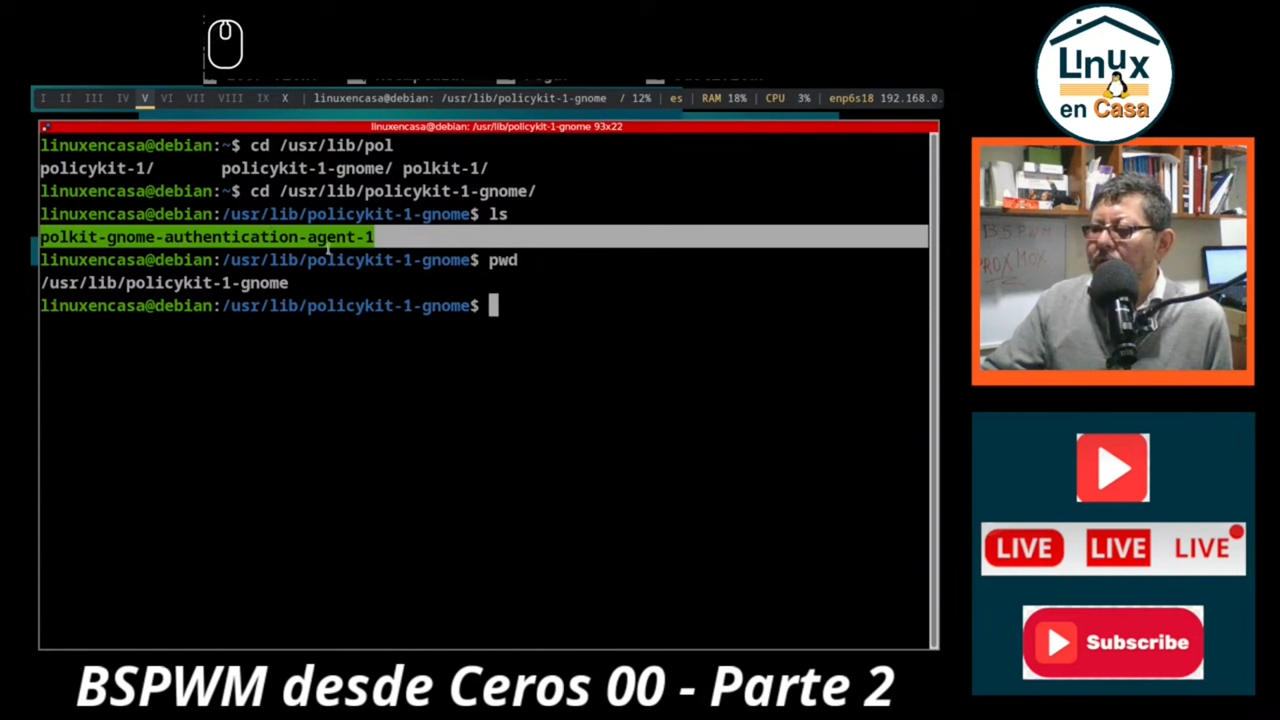 I II III IV V VI VII VIII IX X | linuxencasa@debian: /usr/lib/policykit-1-gnome / 12% | es | RAM 18% | CPU 3% | enp6s18 192.168.0.
linuxencasa@debian: /usr/lib/policykit-1-gnome 93x22
linuxencasa@debian:~$ cd /usr/lib/pol
policykit-1/ policykit-1-gnome/ polkit-1/
linuxencasa@debian:~$ cd /usr/lib/policykit-1-gnome/
linuxencasa@debian:/usr/lib/policykit-1-gnome$ ls
polkit-gnome-authentication-agent-1
linuxencasa@debian:/usr/lib/policykit-1-gnome$ pwd
/usr/lib/policykit-1-gnome
linuxencasa@debian:/usr/lib/policykit-1-gnome$
Linux
en Casa
BSPWM
PROXMOX
LIVE LIVE LIVE
Subscribe
BSPWM desde Ceros 00 - Parte 2